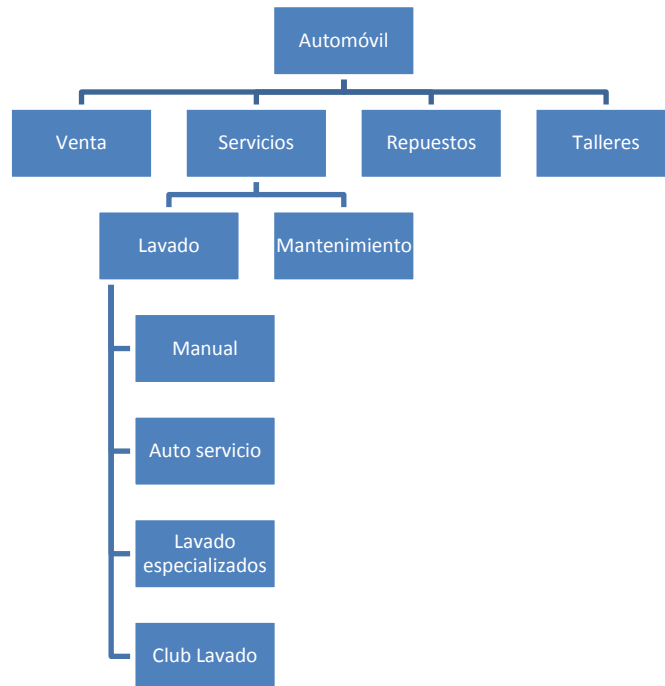 Automóvil
Venta
Servicios
Repuestos
Talleres
Lavado
Mantenimiento
Manual
Auto servicio
Lavado
especializados
Club Lavado